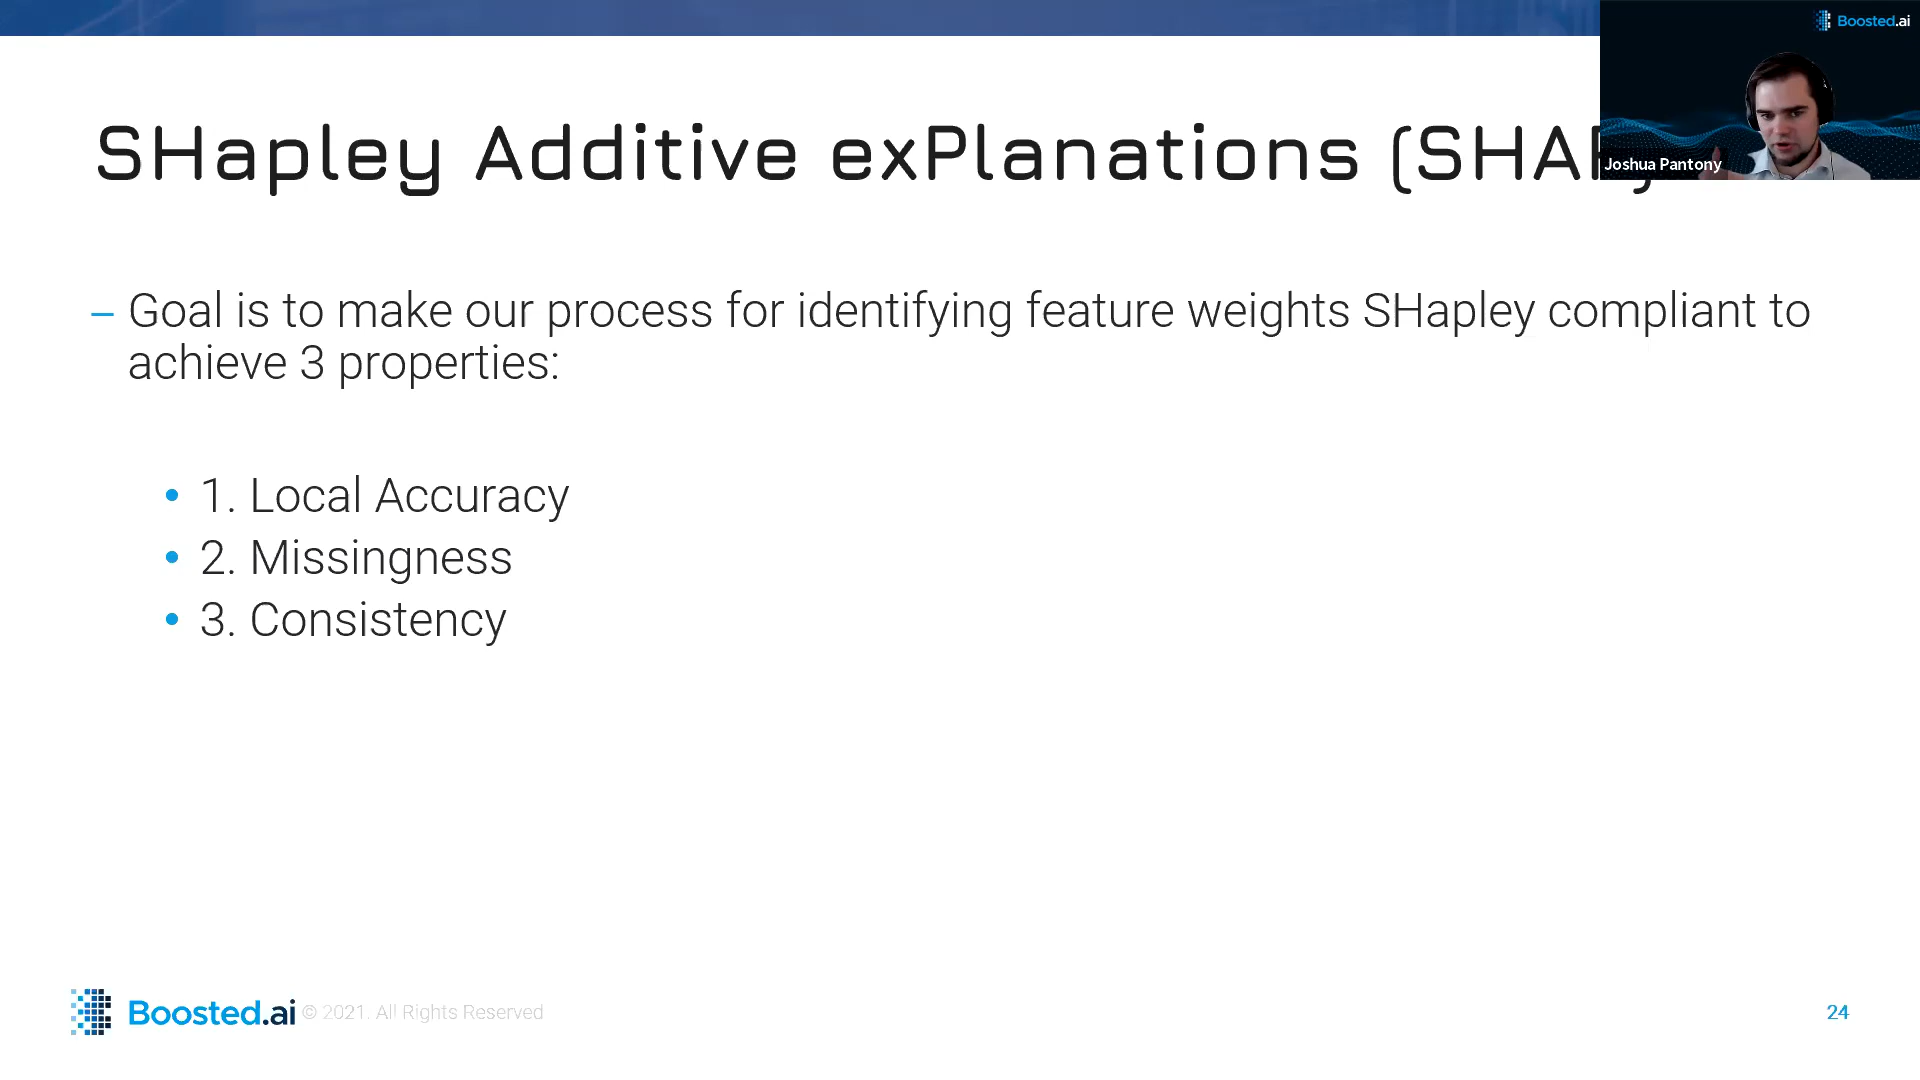 Boosted.ai
SHapley Additive exPlanations (SHAP)
Joshua Pantony
– Goal is to make our process for identifying feature weights SHapley compliant to
achieve 3 properties:
• 1. Local Accuracy
• 2. Missingness
• 3. Consistency
Boosted.ai © 2021. All Rights Reserved
24